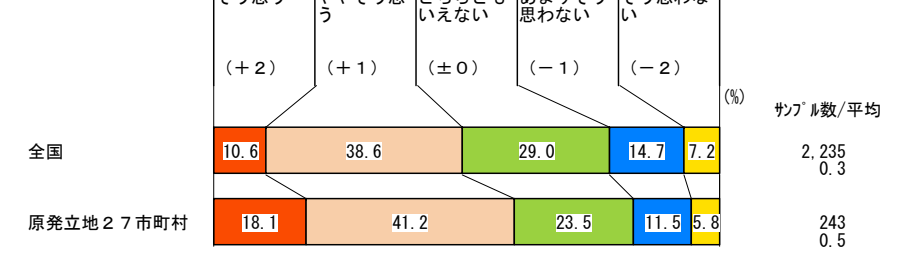 う いえない 思わない い
（＋２） （＋１） （±０） （－１） （－２）
(%)
ｻﾝﾌﾟﾙ数/平均
全国 10.6 38.6 29.0 14.7 7.2 2,235
0.3
原発立地２７市町村 18.1 41.2 23.5 11.5 5.8 243
0.5